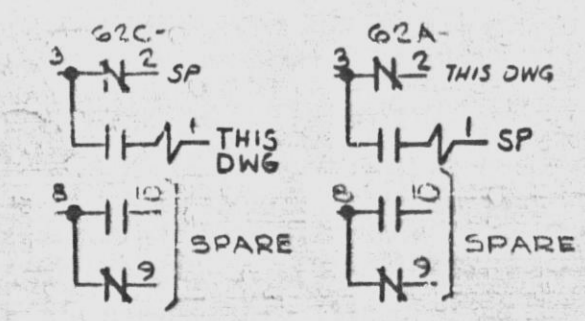 62C-
3 2 SP
1 THIS
DWG
8 10
SPARE
9
62A-
3 2 THIS DWG
1 SP
8 10
SPARE
9